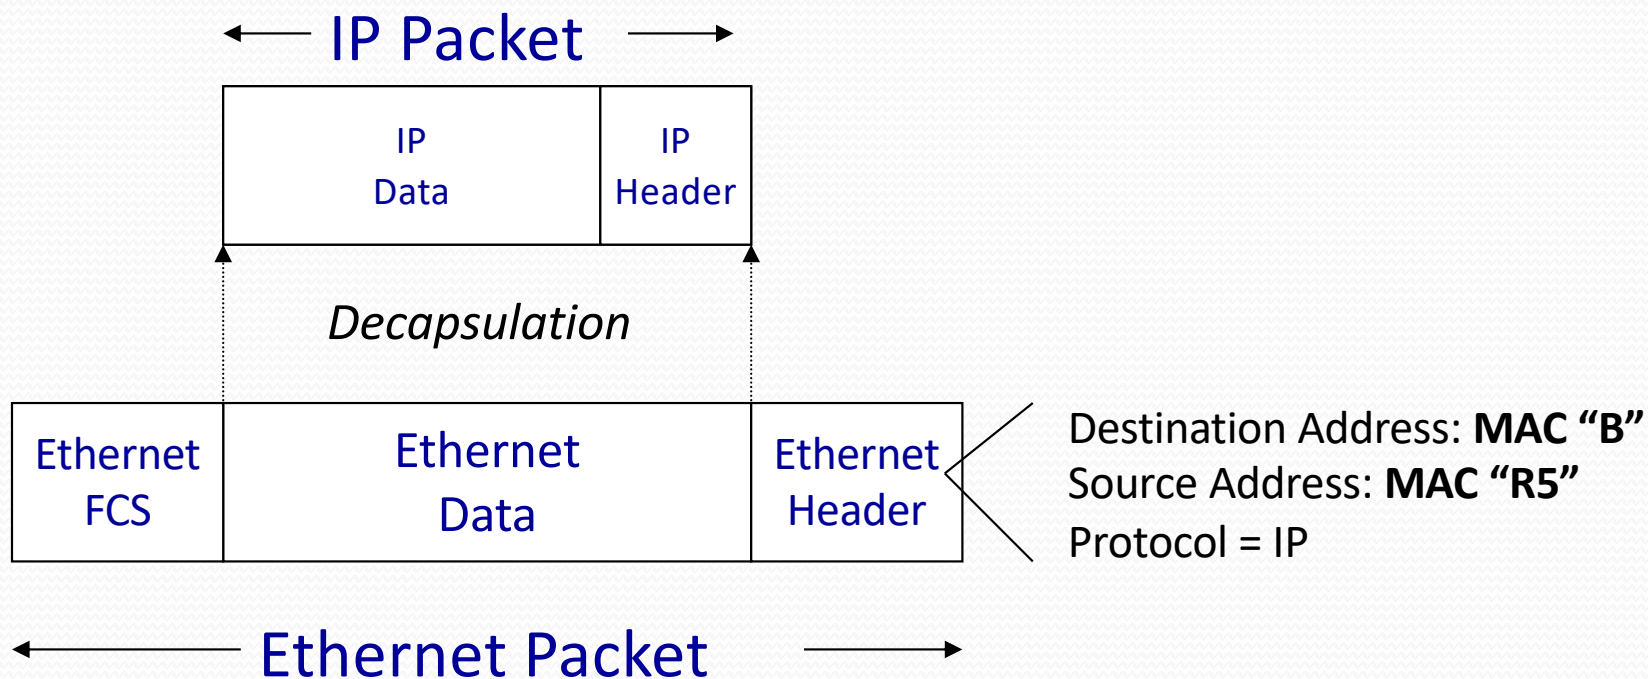 IP Packet
IP
Data
IP
Header
Decapsulation
Ethernet
FCS
Ethernet
Data
Ethernet
Header
Destination Address: MAC “B”
Source Address: MAC “R5”
Protocol = IP
Ethernet Packet